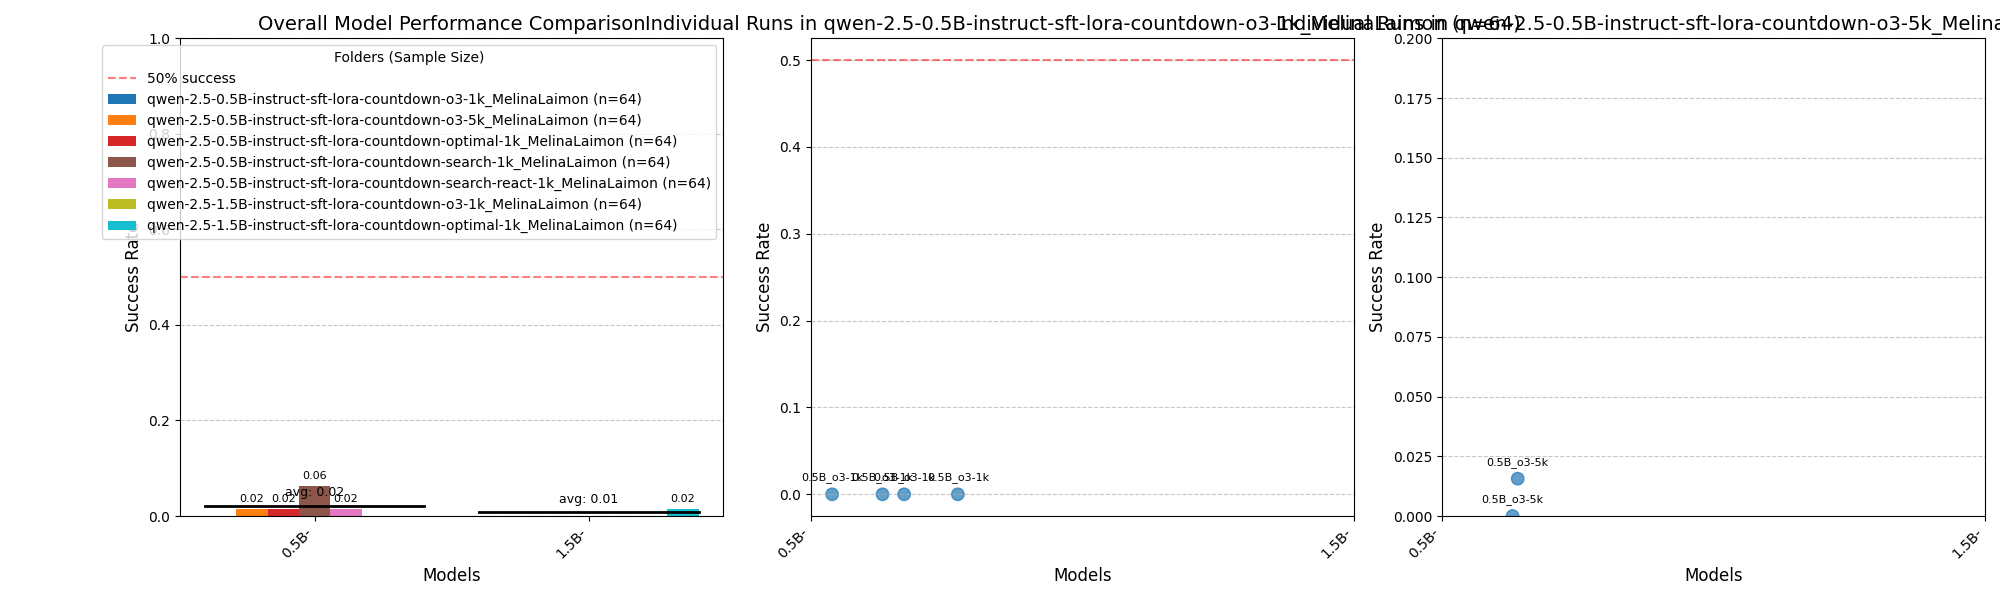 Overall Model Performance Comparison
Individual Runs in qwen-2.5-0.5B-instruct-sft-lora-countdown-o3-1k_MelinaLaimon (n=64)
Individual Runs in qwen-2.5-0.5B-instruct-sft-lora-countdown-o3-5k_Melina
Folders (Sample Size)
50% success
qwen-2.5-0.5B-instruct-sft-lora-countdown-o3-1k_MelinaLaimon (n=64)
qwen-2.5-0.5B-instruct-sft-lora-countdown-o3-5k_MelinaLaimon (n=64)
qwen-2.5-0.5B-instruct-sft-lora-countdown-optimal-1k_MelinaLaimon (n=64)
qwen-2.5-0.5B-instruct-sft-lora-countdown-search-1k_MelinaLaimon (n=64)
qwen-2.5-0.5B-instruct-sft-lora-countdown-search-react-1k_MelinaLaimon (n=64)
qwen-2.5-1.5B-instruct-sft-lora-countdown-o3-1k_MelinaLaimon (n=64)
qwen-2.5-1.5B-instruct-sft-lora-countdown-optimal-1k_MelinaLaimon (n=64)
Success Rate
1.0
0.8
0.6
0.4
0.2
0.0
0.06
avg: 0.02
0.02
0.02
0.02
avg: 0.01
0.02
0.5B-
1.5B-
Models
Success Rate
0.5
0.4
0.3
0.2
0.1
0.0
0.5B_o3-1k
0.5B_o3-1k
0.5B_o3-1k
0.5B_o3-1k
0.5B-
1.5B-
Models
Success Rate
0.200
0.175
0.150
0.125
0.100
0.075
0.050
0.025
0.000
0.5B_o3-5k
0.5B_o3-5k
0.5B-
1.5B-
Models